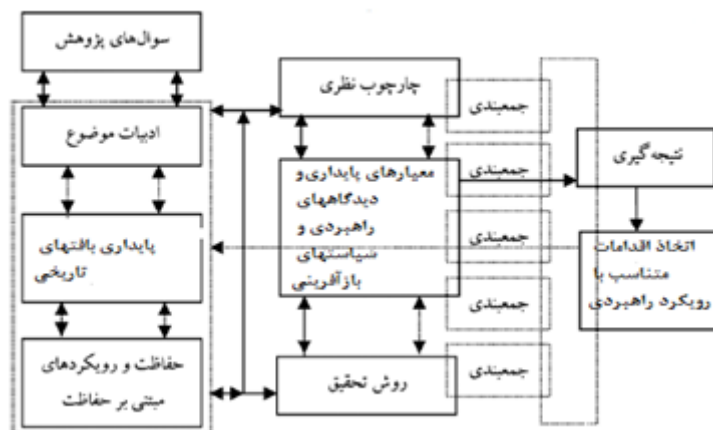 سوال‌های پژوهش
ادبیات موضوع
پایداری بافتهای
تاریخی
حفاظت و رویکردهای
مبتنی بر حفاظت
چارچوب نظری
معیارهای پایداری و
دیدگاههای
راهبردی و
سیاستهای
بازآفرینی
روش تحقیق
جمعبندی
جمعبندی
جمعبندی
جمعبندی
جمعبندی
نتیجه‌گیری
اتخاذ اقدامات
متناسب با
رویکرد راهبردی